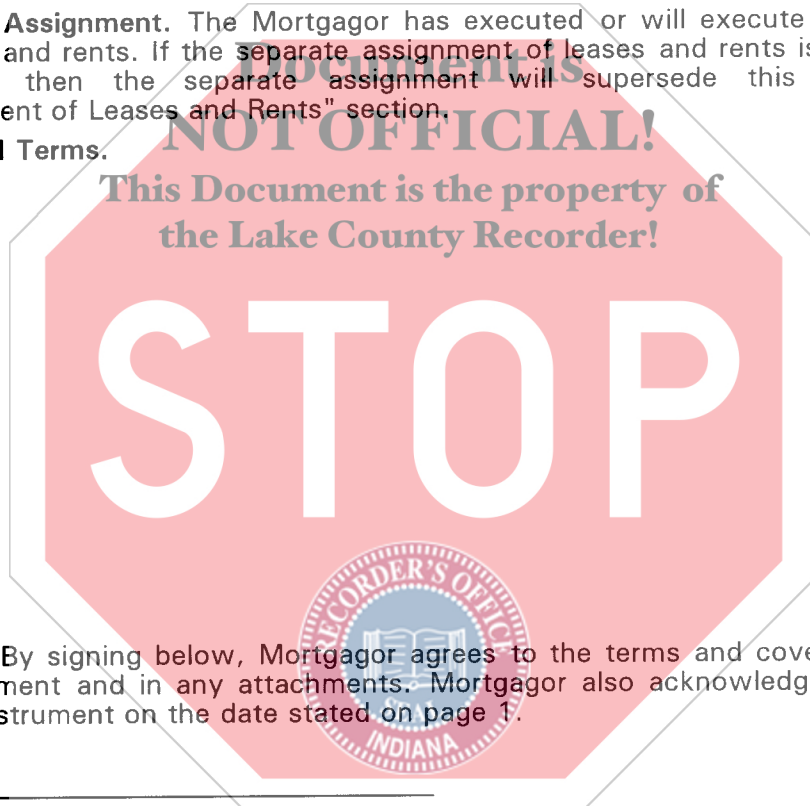 Assignment. The Mortgagor has executed or will execute
and rents. If the separate assignment of leases and rents is
then the separate assignment will supersede this
ent of Leases and Rents" section.
Terms.
Document is
NOT OFFICIAL!
This Document is the property of
the Lake County Recorder!
STOP
RECORDER'S OFFICE
SEAL
INDIANA
By signing below, Mortgagor agrees to the terms and cove
ment and in any attachments. Mortgagor also acknowledg
strument on the date stated on page 1.